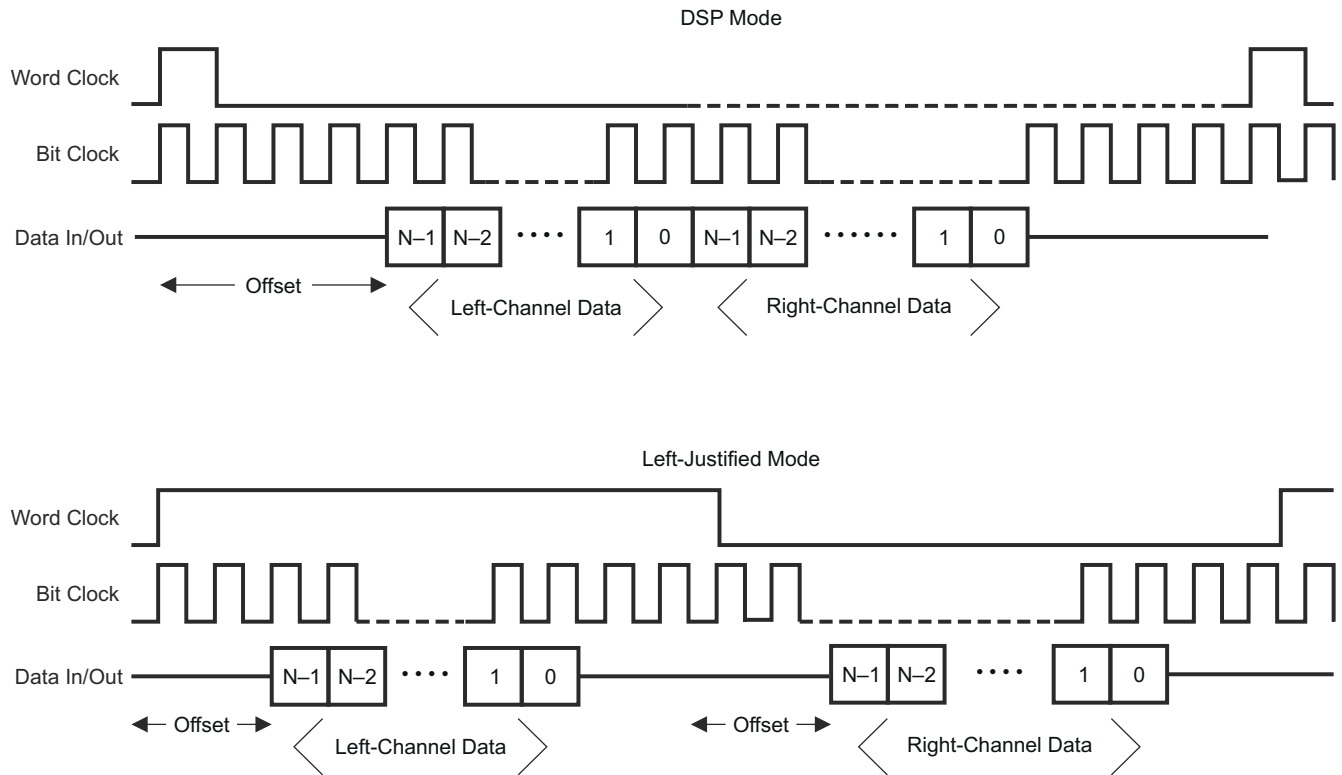 DSP Mode
Word Clock
Bit Clock
Data In/Out
N–1 N–2 •••• 1 0 N–1 N–2 •••••• 1 0
Offset
Left-Channel Data
Right-Channel Data
Left-Justified Mode
Word Clock
Bit Clock
Data In/Out
N–1 N–2 •••• 1 0 N–1 N–2 •••• 1 0
Offset
Offset
Left-Channel Data
Right-Channel Data